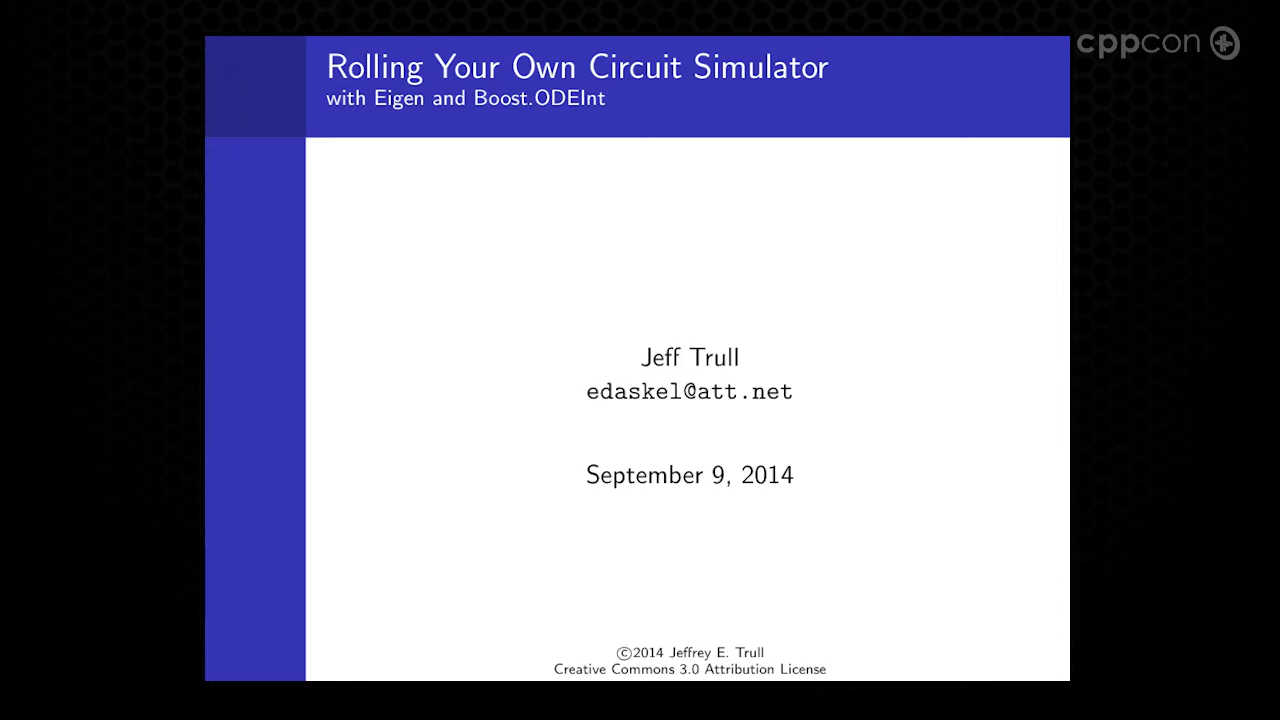 cppcon
Rolling Your Own Circuit Simulator
with Eigen and Boost.ODEInt
Jeff Trull
edaskel@att.net
September 9, 2014
©2014 Jeffrey E. Trull
Creative Commons 3.0 Attribution License